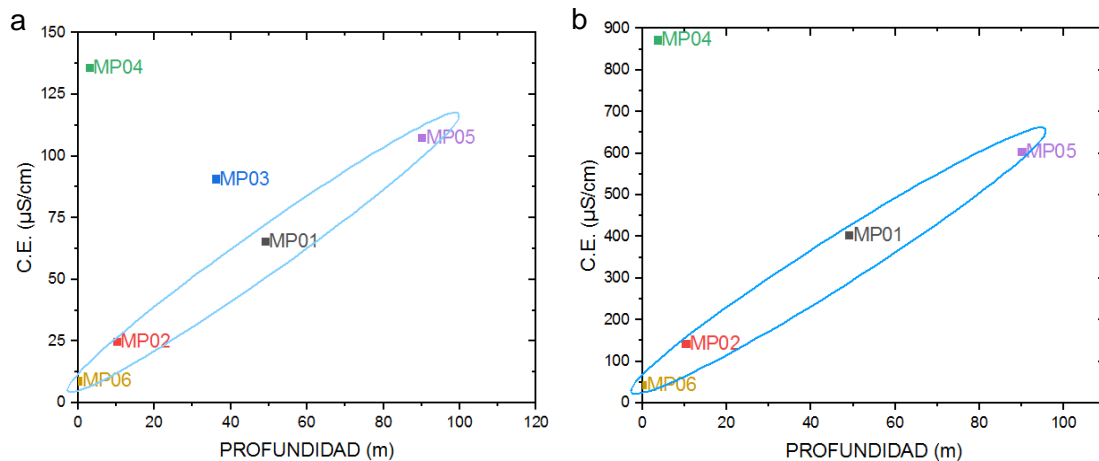 a
150
125
100
75
50
25
0
C.E. (µS/cm)
MP04
MP05
MP03
MP01
MP02
MP06
0 20 40 60 80 100 120
PROFUNDIDAD (m)
b
900
800
700
600
500
400
300
200
100
0
C.E. (µS/cm)
MP04
MP05
MP01
MP02
MP06
0 20 40 60 80 100
PROFUNDIDAD (m)